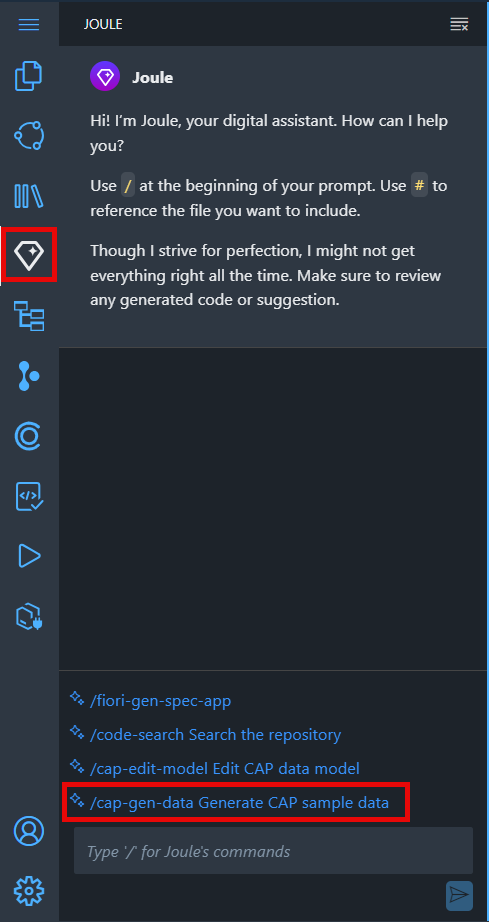 JOULE
Joule
Hi! I'm Joule, your digital assistant. How can I help
you?
Use / at the beginning of your prompt. Use # to
reference the file you want to include.
Though I strive for perfection, I might not get
everything right all the time. Make sure to review
any generated code or suggestion.
/fiori-gen-spec-app
/code-search Search the repository
/cap-edit-model Edit CAP data model
/cap-gen-data Generate CAP sample data
Type '/' for Joule's commands